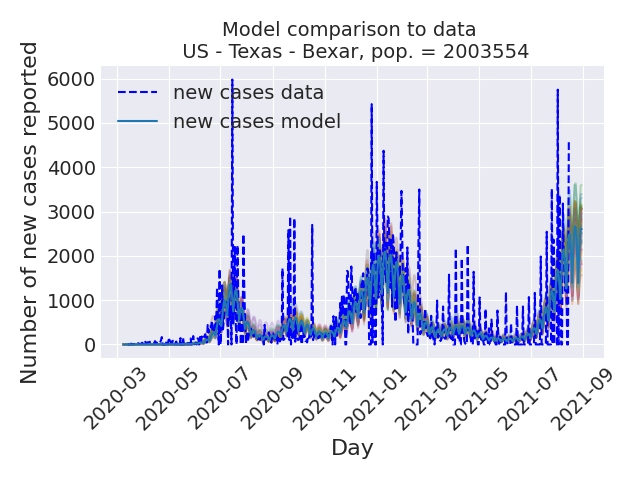 Model comparison to data
US - Texas - Bexar, pop. = 2003554
Number of new cases reported
6000
5000
4000
3000
2000
1000
0
new cases data
new cases model
2020-03
2020-05
2020-07
2020-09
2020-11
2021-01
2021-03
2021-05
2021-07
2021-09
Day